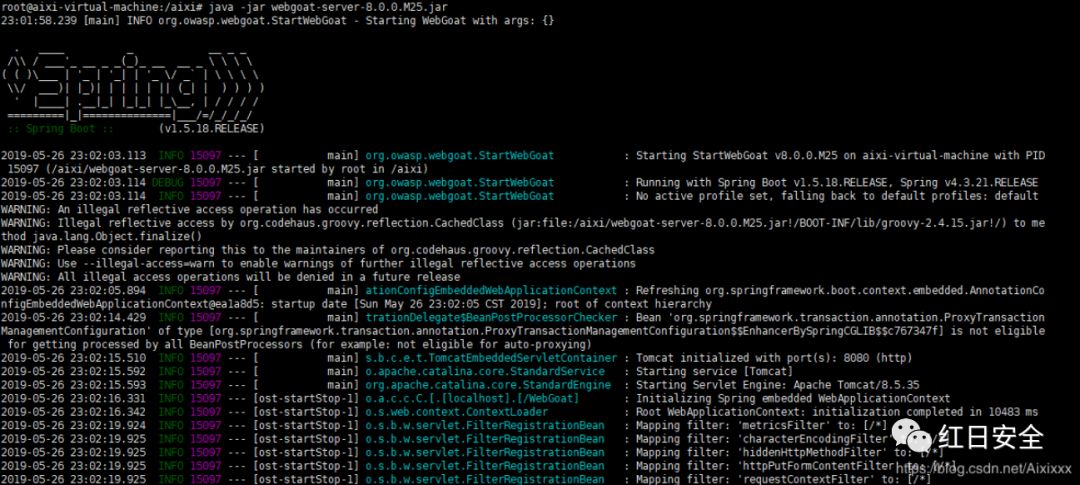 root@aixi-virtual-machine:/aixi# java -jar webgoat-server-8.0.0.M25.jar
23:01:58.239 [main] INFO org.owasp.webgoat.StartWebGoat - Starting WebGoat with args: {}
:: Spring Boot ::       (v1.5.18.RELEASE)
2019-05-26 23:02:03.113  INFO 15097 --- [           main] org.owasp.webgoat.StartWebGoat           : Starting StartWebGoat v8.0.0.M25 on aixi-virtual-machine with PID
15097 (/aixi/webgoat-server-8.0.0.M25.jar started by root in /aixi)
2019-05-26 23:02:03.114 DEBUG 15097 --- [           main] org.owasp.webgoat.StartWebGoat           : Running with Spring Boot v1.5.18.RELEASE, Spring v4.3.21.RELEASE
2019-05-26 23:02:03.114  INFO 15097 --- [           main] org.owasp.webgoat.StartWebGoat           : No active profile set, falling back to default profiles: default
WARNING: An illegal reflective access operation has occurred
WARNING: Illegal reflective access by org.codehaus.groovy.reflection.CachedClass (jar:file:/aixi/webgoat-server-8.0.0.M25.jar!/BOOT-INF/lib/groovy-2.4.15.jar!/) to me
thod java.lang.Object.finalize()
WARNING: Please consider reporting this to the maintainers of org.codehaus.groovy.reflection.CachedClass
WARNING: Use --illegal-access=warn to enable warnings of further illegal reflective access operations
WARNING: All illegal access operations will be denied in a future release
2019-05-26 23:02:05.894  INFO 15097 --- [           main] ationConfigEmbeddedWebApplicationContext : Refreshing org.springframework.boot.context.embedded.AnnotationCo
nfigEmbeddedWebApplicationContext@ea1a8d5: startup date [Sun May 26 23:02:05 CST 2019]; root of context hierarchy
2019-05-26 23:02:14.429  INFO 15097 --- [           main] trationDelegate$BeanPostProcessorChecker : Bean 'org.springframework.transaction.annotation.ProxyTransaction
ManagementConfiguration' of type [org.springframework.transaction.annotation.ProxyTransactionManagementConfiguration$$EnhancerBySpringCGLIB$$c767347f] is not eligible
for getting processed by all BeanPostProcessors (for example: not eligible for auto-proxying)
2019-05-26 23:02:15.510  INFO 15097 --- [           main] s.b.c.e.t.TomcatEmbeddedServletContainer : Tomcat initialized with port(s): 8080 (http)
2019-05-26 23:02:15.592  INFO 15097 --- [           main] o.apache.catalina.core.StandardService   : Starting service [Tomcat]
2019-05-26 23:02:15.593  INFO 15097 --- [           main] org.apache.catalina.core.StandardEngine  : Starting Servlet Engine: Apache Tomcat/8.5.35
2019-05-26 23:02:16.331  INFO 15097 --- [ost-startStop-1] o.a.c.c.C.[.[localhost].[/WebGoat]       : Initializing Spring embedded WebApplicationContext
2019-05-26 23:02:16.342  INFO 15097 --- [ost-startStop-1] o.s.web.context.ContextLoader            : Root WebApplicationContext: initialization completed in 10483 ms
2019-05-26 23:02:19.924  INFO 15097 --- [ost-startStop-1] o.s.b.w.servlet.FilterRegistrationBean   : Mapping filter: 'metricsFilter' to: [/*]
2019-05-26 23:02:19.925  INFO 15097 --- [ost-startStop-1] o.s.b.w.servlet.FilterRegistrationBean   : Mapping filter: 'characterEncodingFilter' /*]
2019-05-26 23:02:19.925  INFO 15097 --- [ost-startStop-1] o.s.b.w.servlet.FilterRegistrationBean   : Mapping filter: 'hiddenHttpMethodFilter' to: [/*]
2019-05-26 23:02:19.925  INFO 15097 --- [ost-startStop-1] o.s.b.w.servlet.FilterRegistrationBean   : Mapping filter: 'httpPutFormContentFilter' to: [/*]
2019-05-26 23:02:19.925  INFO 15097 --- [ost-startStop-1] o.s.b.w.servlet.FilterRegistrationBean   : Mapping filter: 'requestContextFilter' to: [/*]
红日安全
https://blog.csdn.net/Aixixxx